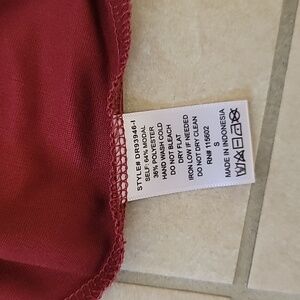 STYLE# DR93946-I
SELF: 64% MODAL
36% POLYESTER
HAND WASH COLD
DO NOT BLEACH
DRY FLAT
IRON LOW IF NEEDED
DO NOT DRY CLEAN
RN# 115602
S
MADE IN INDONESIA